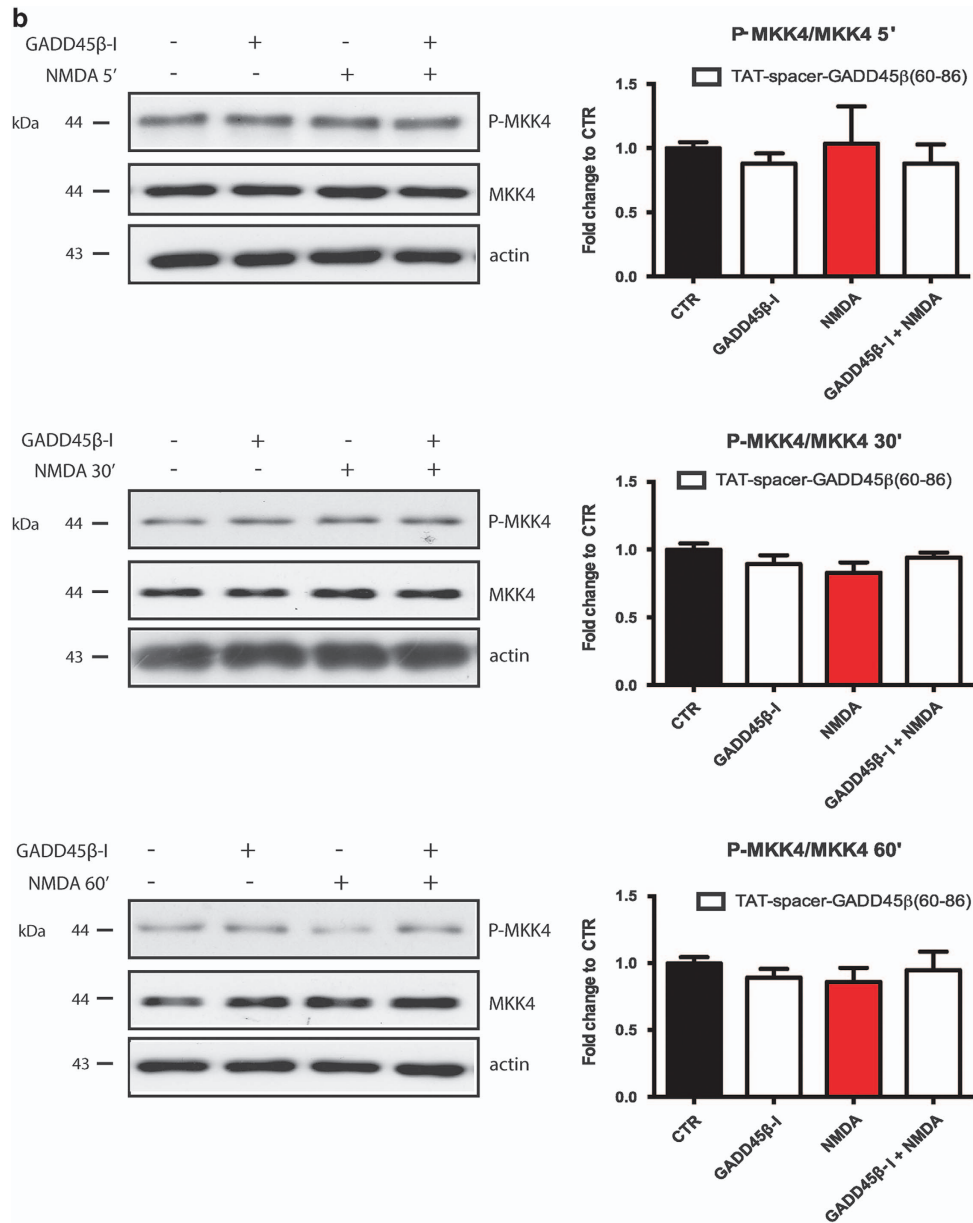 b
GADD45β-I - + - +
NMDA 5' - - + +
kDa 44 P-MKK4
44 MKK4
43 actin
P-MKK4/MKK4 5'
TAT-spacer-GADD45β(60-86)
Fold change to CTR
1.5
1.0
0.5
0.0
CTR
GADD45β-I
NMDA
GADD45β-I + NMDA
GADD45β-I - + - +
NMDA 30' - - + +
kDa 44 P-MKK4
44 MKK4
43 actin
P-MKK4/MKK4 30'
TAT-spacer-GADD45β(60-86)
Fold change to CTR
1.5
1.0
0.5
0.0
CTR
GADD45β-I
NMDA
GADD45β-I + NMDA
GADD45β-I - + - +
NMDA 60' - - + +
kDa 44 P-MKK4
44 MKK4
43 actin
P-MKK4/MKK4 60'
TAT-spacer-GADD45β(60-86)
Fold change to CTR
1.5
1.0
0.5
0.0
CTR
GADD45β-I
NMDA
GADD45β-I + NMDA